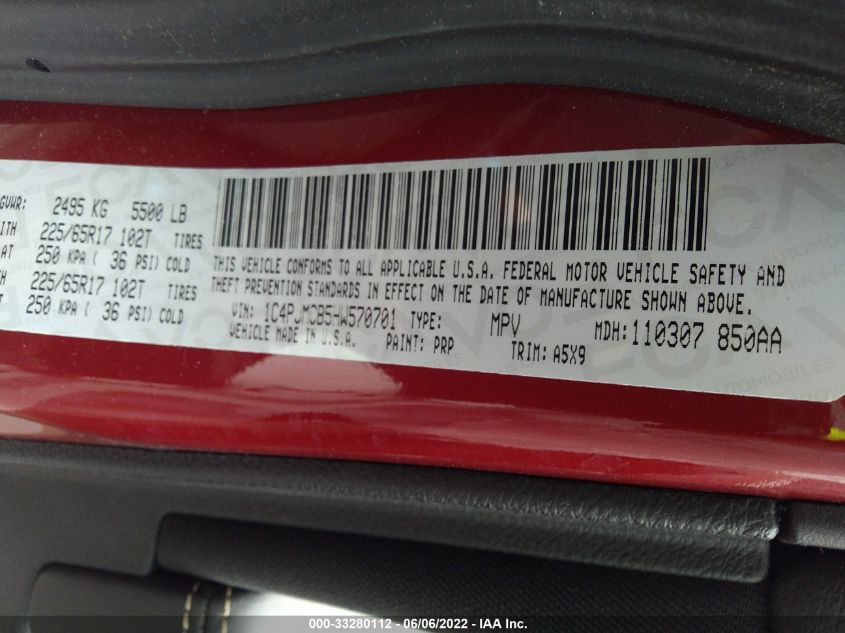 GVWR: 2495 KG 5500 LB
225/65R17 102T TIRES
250 KPA ( 36 PSI) COLD
225/65R17 102T TIRES
250 KPA ( 36 PSI) COLD
THIS VEHICLE CONFORMS TO ALL APPLICABLE U.S.A. FEDERAL MOTOR VEHICLE SAFETY AND
THEFT PREVENTION STANDARDS IN EFFECT ON THE DATE OF MANUFACTURE SHOWN ABOVE.
VIN: 1C4PJMCB5HW570701 TYPE: MPV MDH: 110307 850AA
VEHICLE MADE IN U.S.A. PAINT: PRP TRIM: A5X9
000-33280112 - 06/06/2022 - IAA Inc.